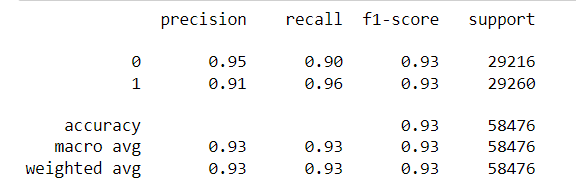 precision recall f1-score support
0 0.95 0.90 0.93 29216
1 0.91 0.96 0.93 29260
accuracy 0.93 58476
macro avg 0.93 0.93 0.93 58476
weighted avg 0.93 0.93 0.93 58476